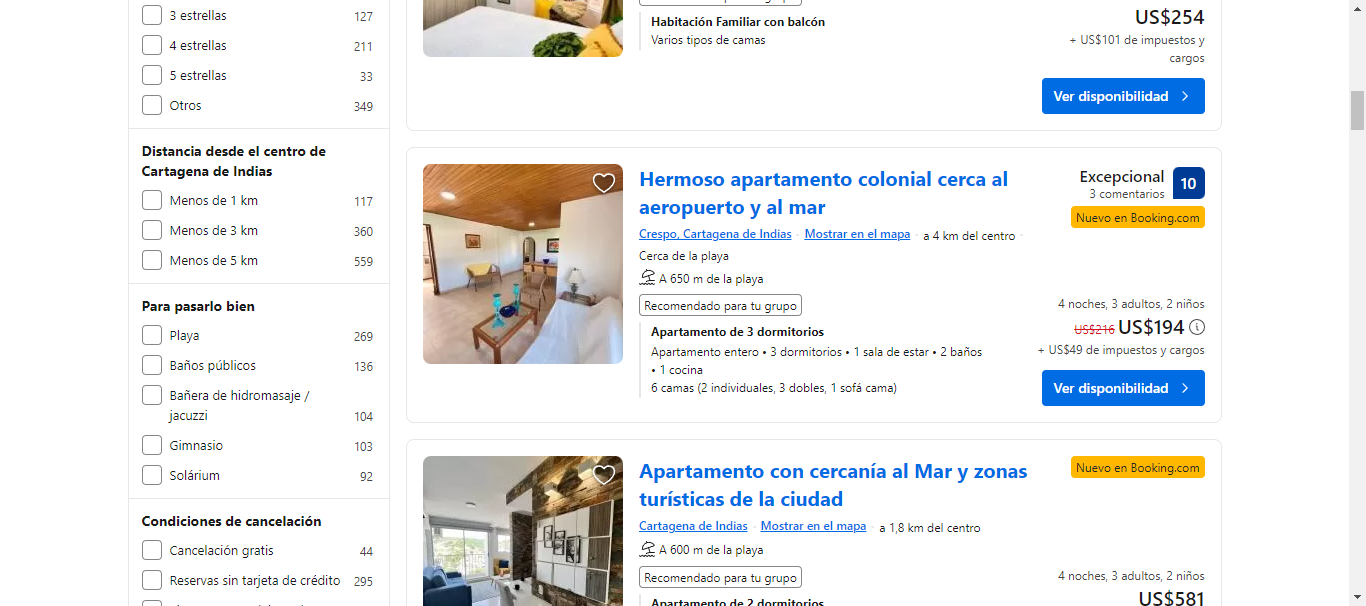 3 estrellas 127
4 estrellas 211
5 estrellas 33
Otros 349
Distancia desde el centro de
Cartagena de Indias
Menos de 1 km 117
Menos de 3 km 360
Menos de 5 km 559
Para pasarlo bien
Playa 269
Baños públicos 136
Bañera de hidromasaje /
jacuzzi 104
Gimnasio 103
Solárium 92
Condiciones de cancelación
Cancelación gratis 44
Reservas sin tarjeta de crédito 295
Habitación Familiar con balcón
Varios tipos de camas
US$254
+ US$101 de impuestos y
cargos
Ver disponibilidad
Hermoso apartamento colonial cerca al
aeropuerto y al mar
Crespo, Cartagena de Indias · Mostrar en el mapa · a 4 km del centro ·
Cerca de la playa
A 650 m de la playa
Recomendado para tu grupo
Apartamento de 3 dormitorios
Apartamento entero • 3 dormitorios • 1 sala de estar • 2 baños
• 1 cocina
6 camas (2 individuales, 3 dobles, 1 sofá cama)
Excepcional 10
3 comentarios
Nuevo en Booking.com
4 noches, 3 adultos, 2 niños
US$216 US$194
+ US$49 de impuestos y cargos
Ver disponibilidad
Apartamento con cercanía al Mar y zonas
turísticas de la ciudad
Cartagena de Indias · Mostrar en el mapa · a 1,8 km del centro
A 600 m de la playa
Recomendado para tu grupo
Apartamento de 2 dormitorios
Nuevo en Booking.com
4 noches, 3 adultos, 2 niños
US$581